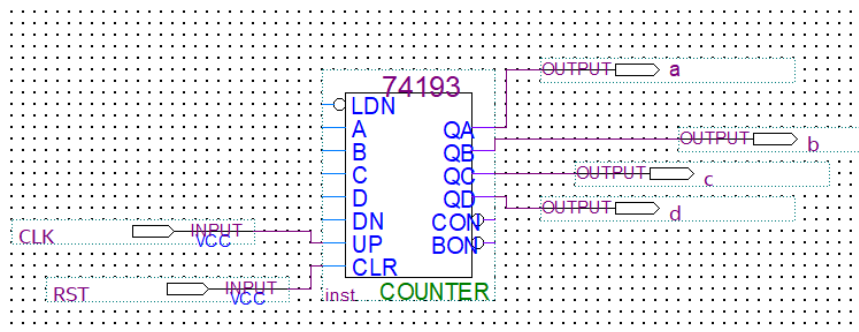 74193
LDN
A
B
C
D
DN
UP
CLR
QA
QB
QC
QD
CON
BON
inst
COUNTER
CLK
INPUT
VCC
RST
INPUT
VCC
OUTPUT
a
OUTPUT
b
OUTPUT
c
OUTPUT
d